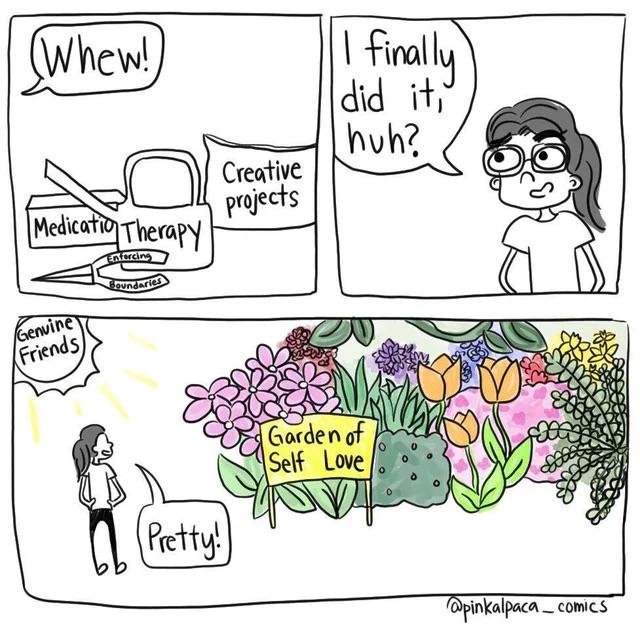 Whew!
Medicatio
Therapy
Creative
projects
Enforcing
Boundaries
I finally
did it,
huh?
Genuine
Friends
Garden of
Self Love
Pretty!
@pinkalpaca_comics